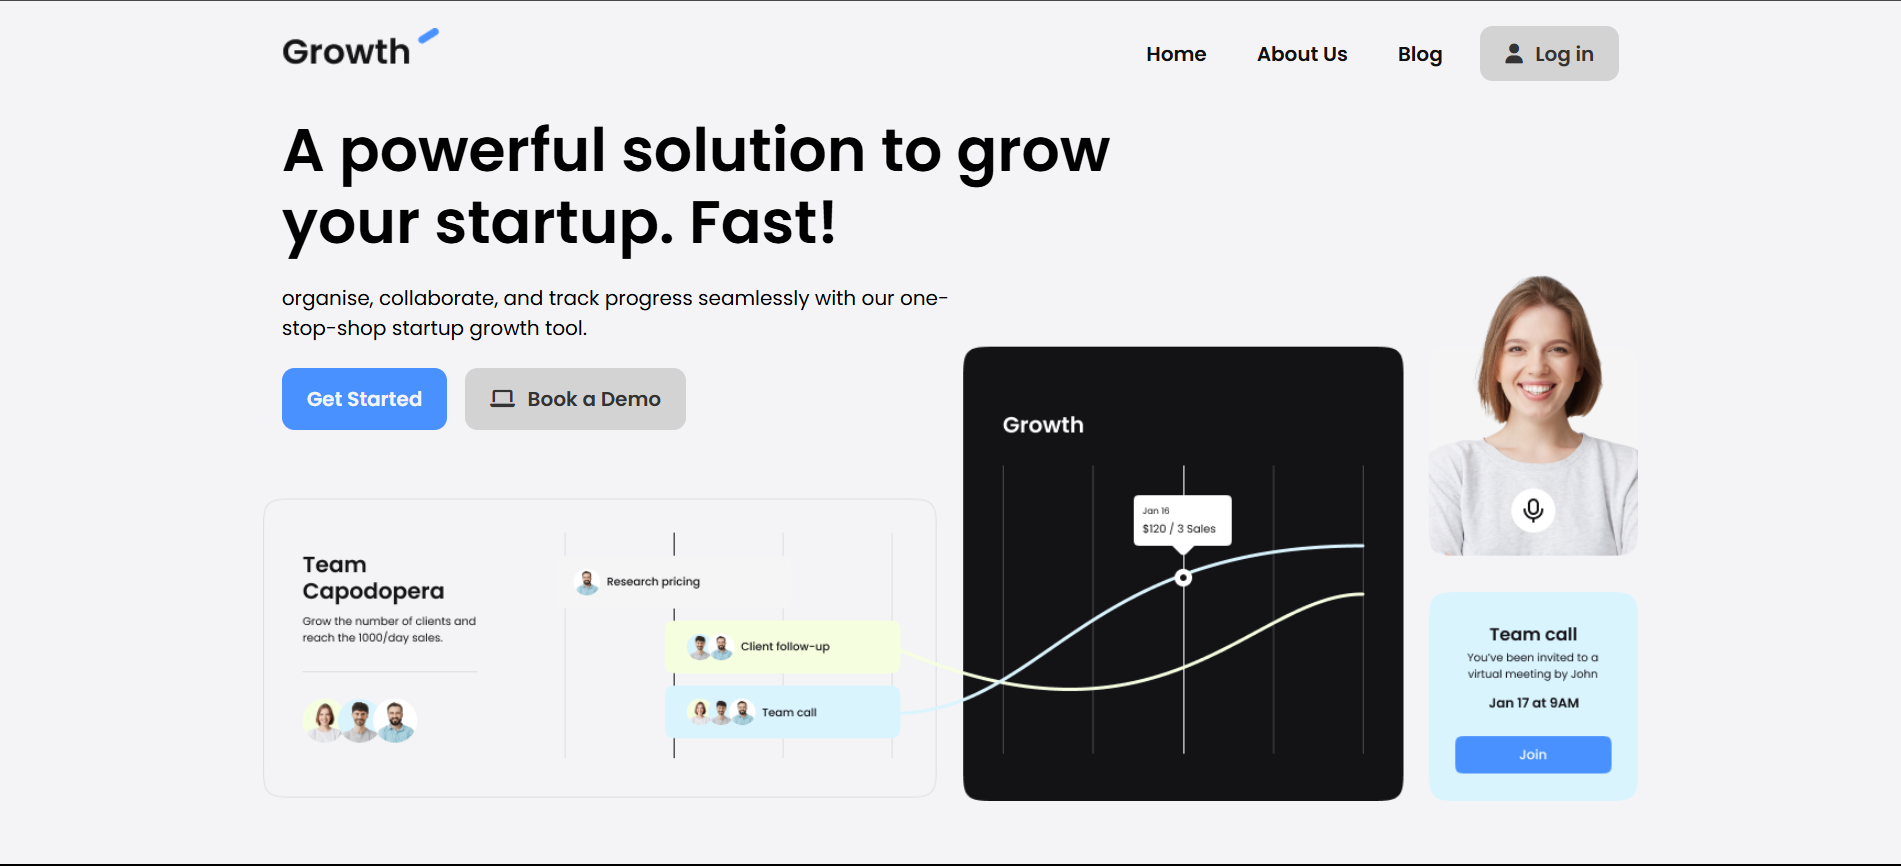 Growth
Home
About Us
Blog
Log in
A powerful solution to grow
your startup. Fast!
organise, collaborate, and track progress seamlessly with our one-
stop-shop startup growth tool.
Get Started
Book a Demo
Team
Capodopera
Grow the number of clients and
reach the 1000/day sales.
Research pricing
Client follow-up
Team call
Growth
Jan 16
$120 / 3 Sales
Team call
You've been invited to a
virtual meeting by John
Jan 17 at 9AM
Join